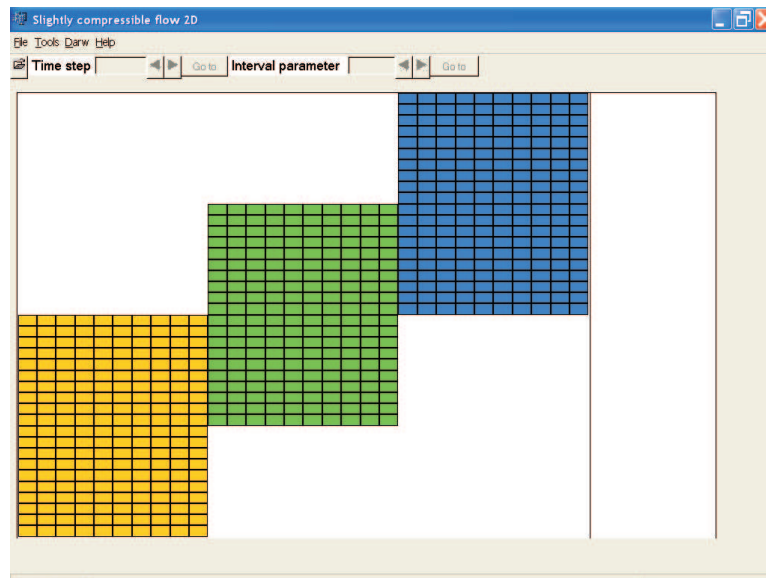 Slightly compressible flow 2D
File Tools Darw Help
Time step Go to Interval parameter Go to